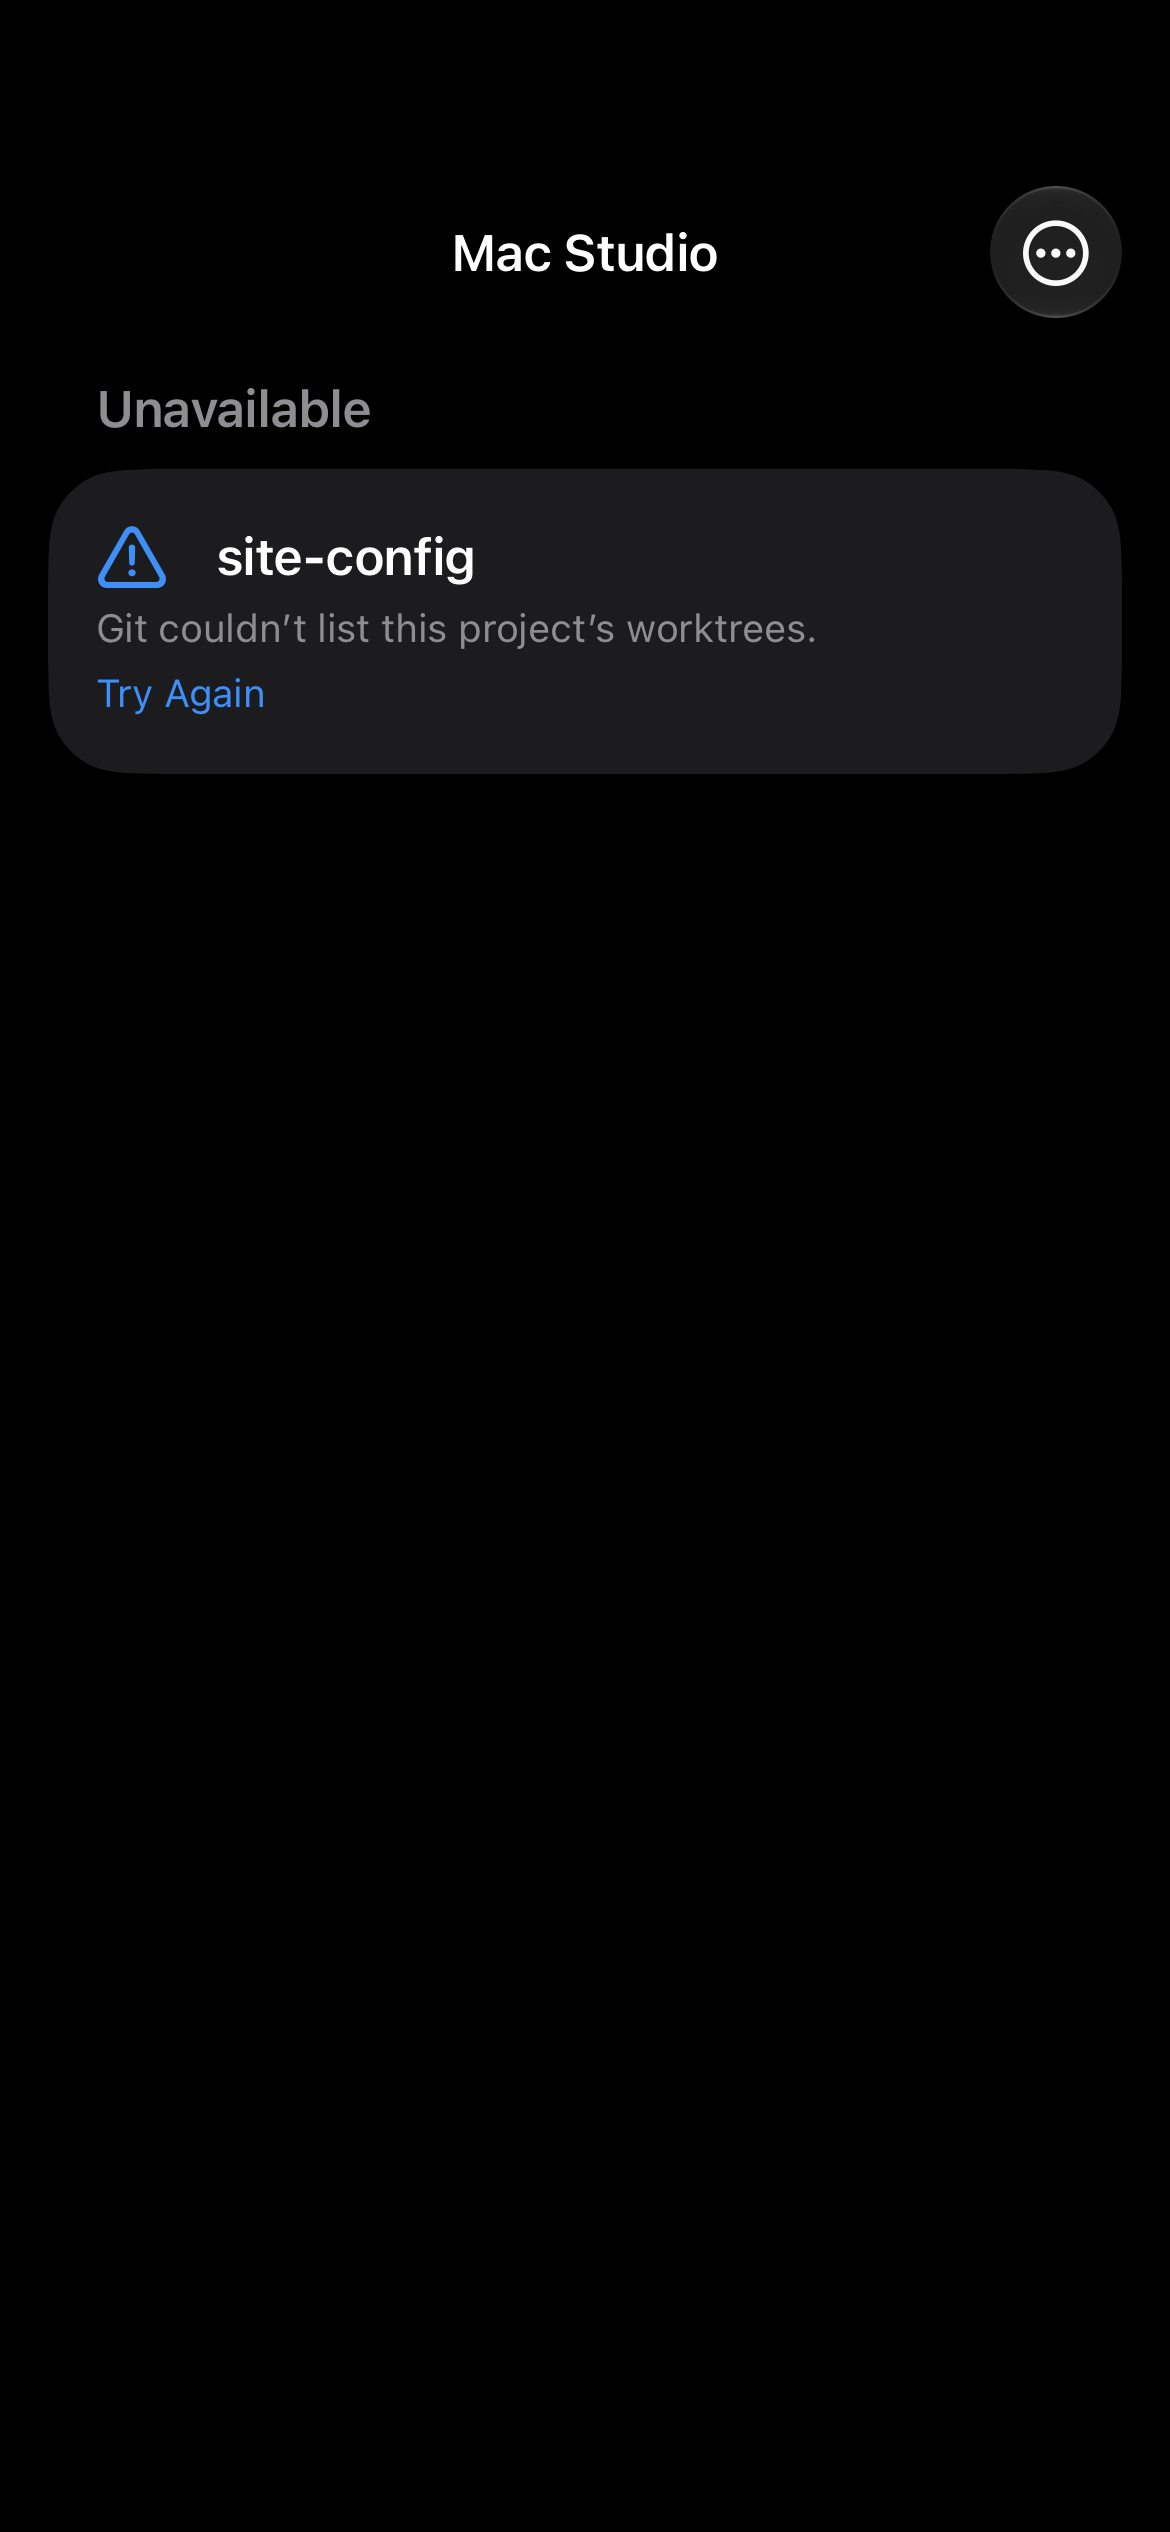 Mac Studio
Unavailable
site-config
Git couldn’t list this project’s worktrees.
Try Again